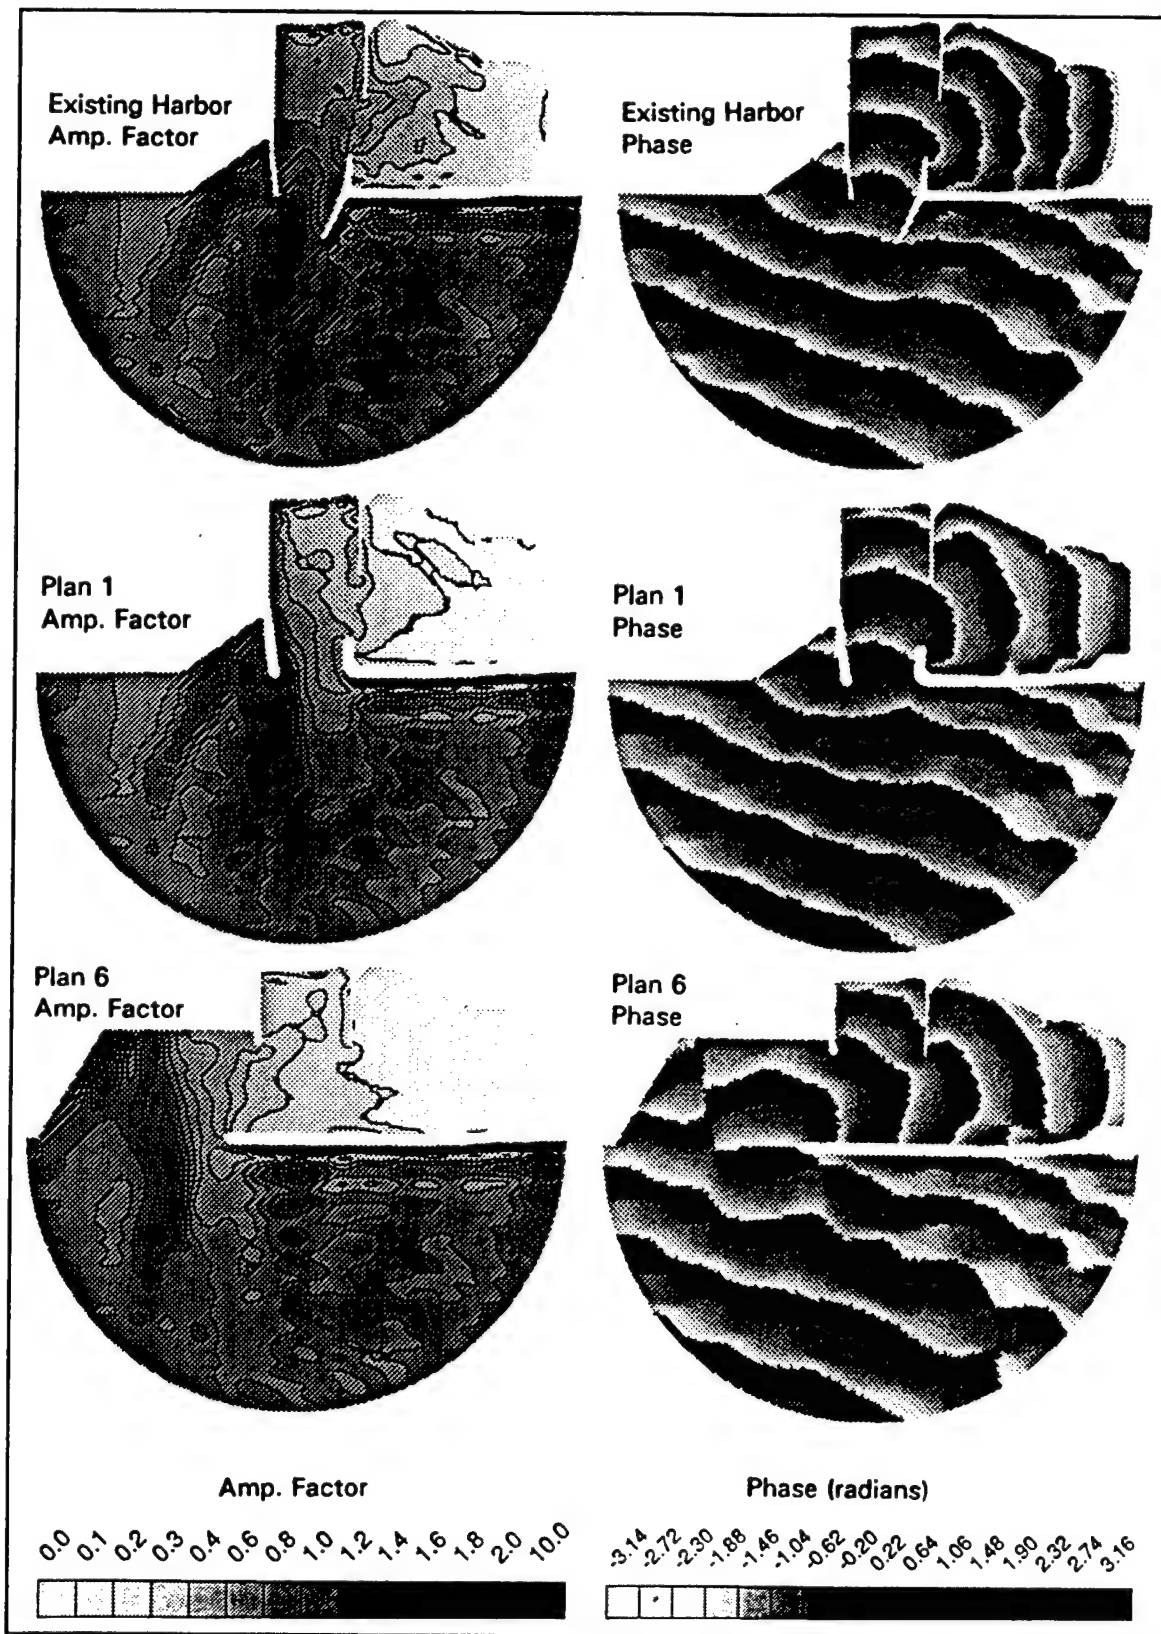 Existing Harbor
Amp. Factor
Existing Harbor
Phase
Plan 1
Amp. Factor
Plan 1
Phase
Plan 6
Amp. Factor
Plan 6
Phase
Amp. Factor
0.0 0.1 0.2 0.3 0.4 0.6 0.8 1.0 1.2 1.4 1.6 1.8 2.0 10.0
Phase (radians)
-3.14 -2.72 -2.30 -1.88 -1.46 -1.04 -0.62 -0.20 0.22 0.64 1.06 1.48 1.90 2.32 2.74 3.16